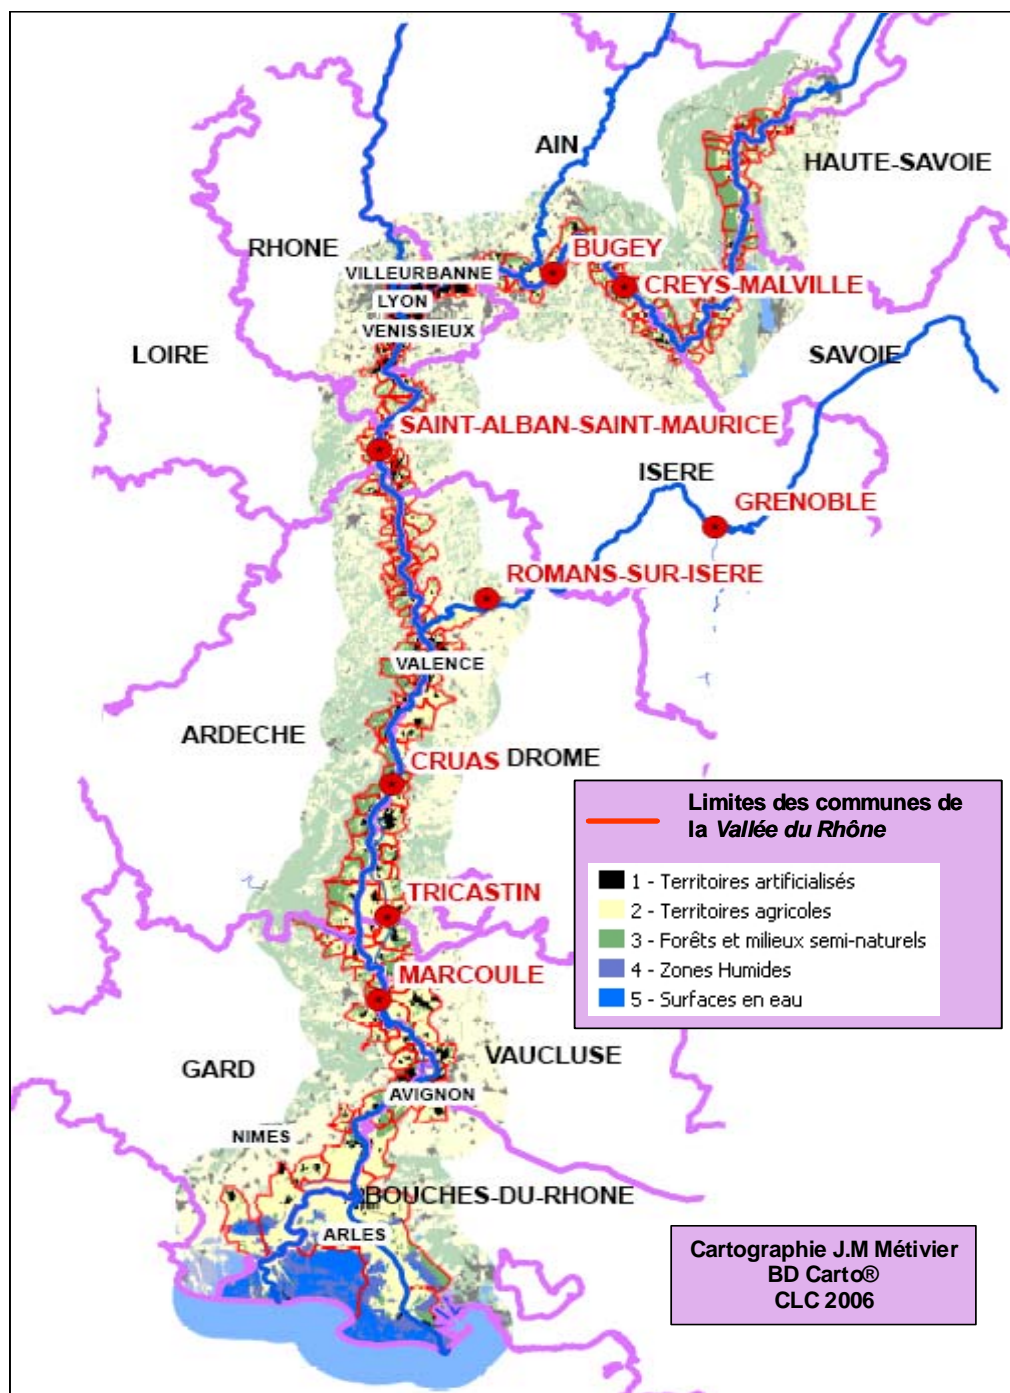 AIN
HAUTE-SAVOIE
RHONE
BUGEY
VILLEURBANNE
CREYS-MALVILLE
LYON
VENISSIEUX
LOIRE
SAVOIE
SAINT-ALBAN-SAINT-MAURICE
ISERE
GRENOBLE
ROMANS-SUR-ISERE
VALENCE
ARDECHE
CRUAS
DROME
Limites des communes de
la Vallée du Rhône
1 - Territoires artificialisés
2 - Territoires agricoles
3 - Forêts et milieux semi-naturels
4 - Zones Humides
5 - Surfaces en eau
TRICASTIN
MARCOULE
VAUCLUSE
GARD
AVIGNON
NIMES
BOUCHES-DU-RHONE
ARLES
Cartographie J.M Métivier
BD Carto®
CLC 2006